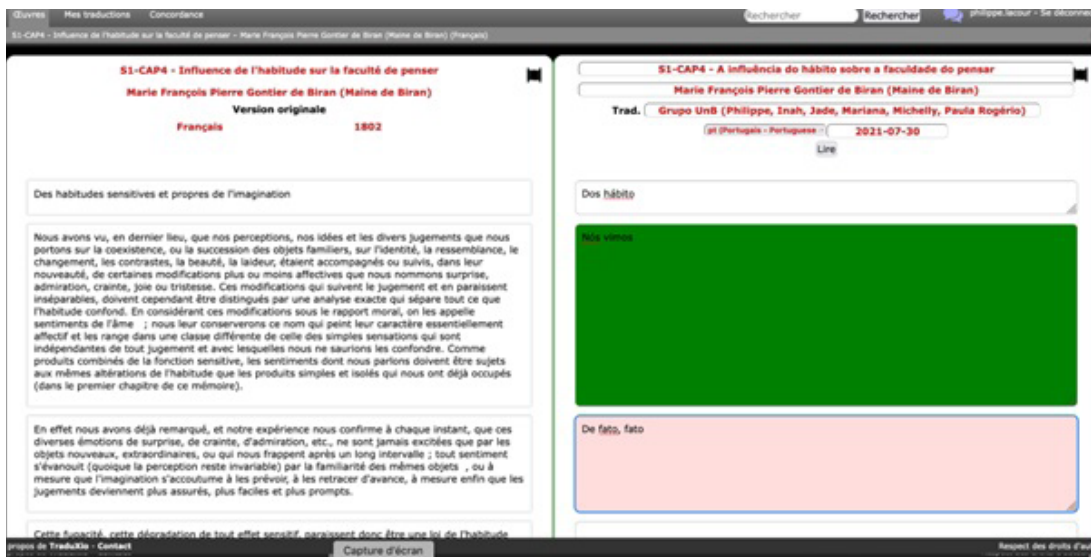 Œuvres Mes traductions Concordance Rechercher Rechercher philippe.lacour - Se déconnec
S1-CAP4 - Influence de l'habitude sur la faculté de penser - Marie François Pierre Gontier de Biran (Maine de Biran) (Français)
S1-CAP4 - Influence de l'habitude sur la faculté de penser
Marie François Pierre Gontier de Biran (Maine de Biran)
Version originale
Français 1802
S1-CAP4 - A influência do hábito sobre a faculdade do pensar
Marie François Pierre Gontier de Biran (Maine de Biran)
Trad. Grupo UnB (Philippe, Inah, Jade, Mariana, Michelly, Paula Rogério)
pt (Portugais - Portuguese 2021-07-30
Lire
Des habitudes sensitives et propres de l'imagination
Dos hábito
Nous avons vu, en dernier lieu, que nos perceptions, nos idées et les divers jugements que nous
portons sur la coexistence, ou la succession des objets familiers, sur l'identité, la ressemblance, le
changement, les contrastes, la beauté, la laideur, étaient accompagnés ou suivis, dans leur
nouveauté, de certaines modifications plus ou moins affectives que nous nommons surprise,
admiration, crainte, joie ou tristesse. Ces modifications qui suivent le jugement et en paraissent
inséparables, doivent cependant être distingués par une analyse exacte qui sépare tout ce que
l'habitude confond. En considérant ces modifications sous le rapport moral, on les appelle
sentiments de l'âme ; nous leur conserverons ce nom qui peint leur caractère essentiellement
affectif et les range dans une classe différente de celle des simples sensations qui sont
indépendantes de tout jugement et avec lesquelles nous ne saurions les confondre. Comme
produits combinés de la fonction sensitive, les sentiments dont nous parlons doivent être sujets
aux mêmes altérations de l'habitude que les produits simples et isolés qui nous ont déjà occupés
(dans le premier chapitre de ce mémoire).
Nós vimos
En effet nous avons déjà remarqué, et notre expérience nous confirme à chaque instant, que ces
diverses émotions de surprise, de crainte, d'admiration, etc., ne sont jamais excitées que par les
objets nouveaux, extraordinaires, ou qui nous frappent après un long intervalle ; tout sentiment
s'évanouit (quoique la perception reste invariable) par la familiarité des mêmes objets , ou à
mesure que l'imagination s'accoutume à les prévoir, à les retracer d'avance, à mesure enfin que les
jugements deviennent plus assurés, plus faciles et plus prompts.
De fato, fato
Cette fugacité, cette dégradation de tout effet sensitif, paraissent donc être une loi de l'habitude
propos de TraduXio - Contact Capture d'écran Respect des droits d'au